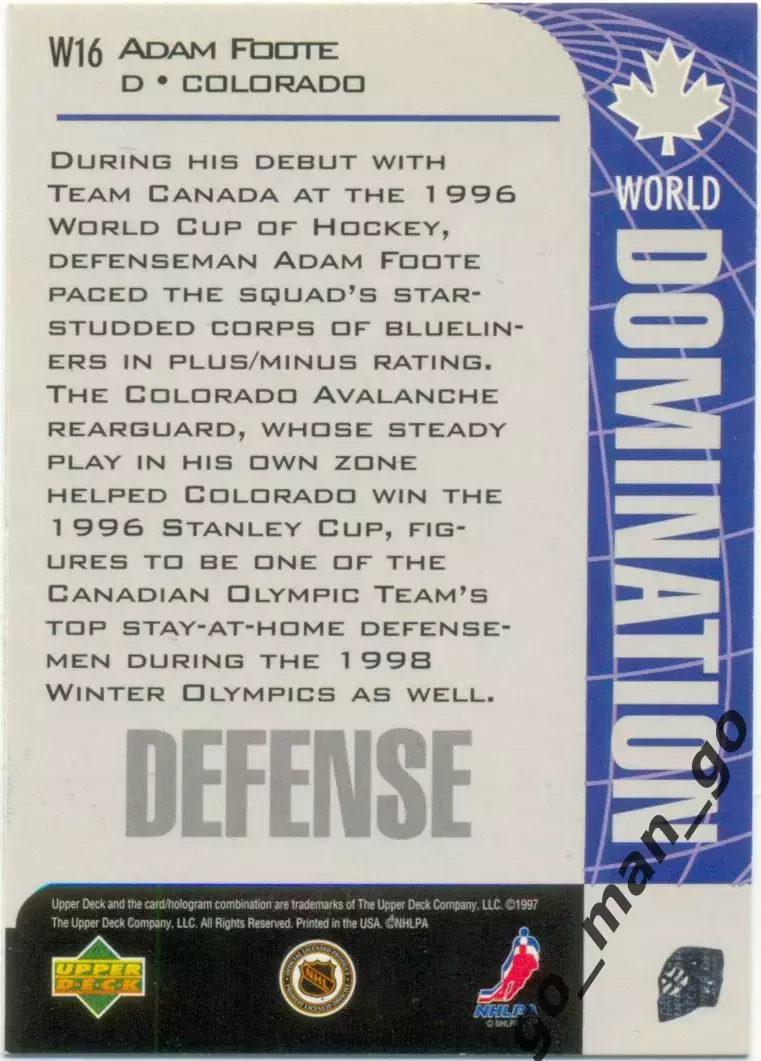 W16 ADAM FOOTE
D • COLORADO
DURING HIS DEBUT WITH
TEAM CANADA AT THE 1996
WORLD CUP OF HOCKEY,
DEFENSEMAN ADAM FOOTE
PACED THE SQUAD'S STAR-
STUDDED CORPS OF BLUELIN-
ERS IN PLUS/MINUS RATING.
THE COLORADO AVALANCHE
REARGUARD, WHOSE STEADY
PLAY IN HIS OWN ZONE
HELPED COLORADO WIN THE
1996 STANLEY CUP, FIG-
URES TO BE ONE OF THE
CANADIAN OLYMPIC TEAM'S
TOP STAY-AT-HOME DEFENSE-
MEN DURING THE 1998
WINTER OLYMPICS AS WELL.
DEFENSE
WORLD
DOMINATION
Upper Deck and the card/hologram combination are trademarks of The Upper Deck Company, LLC. ©1997
The Upper Deck Company, LLC. All Rights Reserved. Printed in the USA. ©NHLPA
UPPER
DECK
NHL
NHLPA
© NHLPA
go_man_go